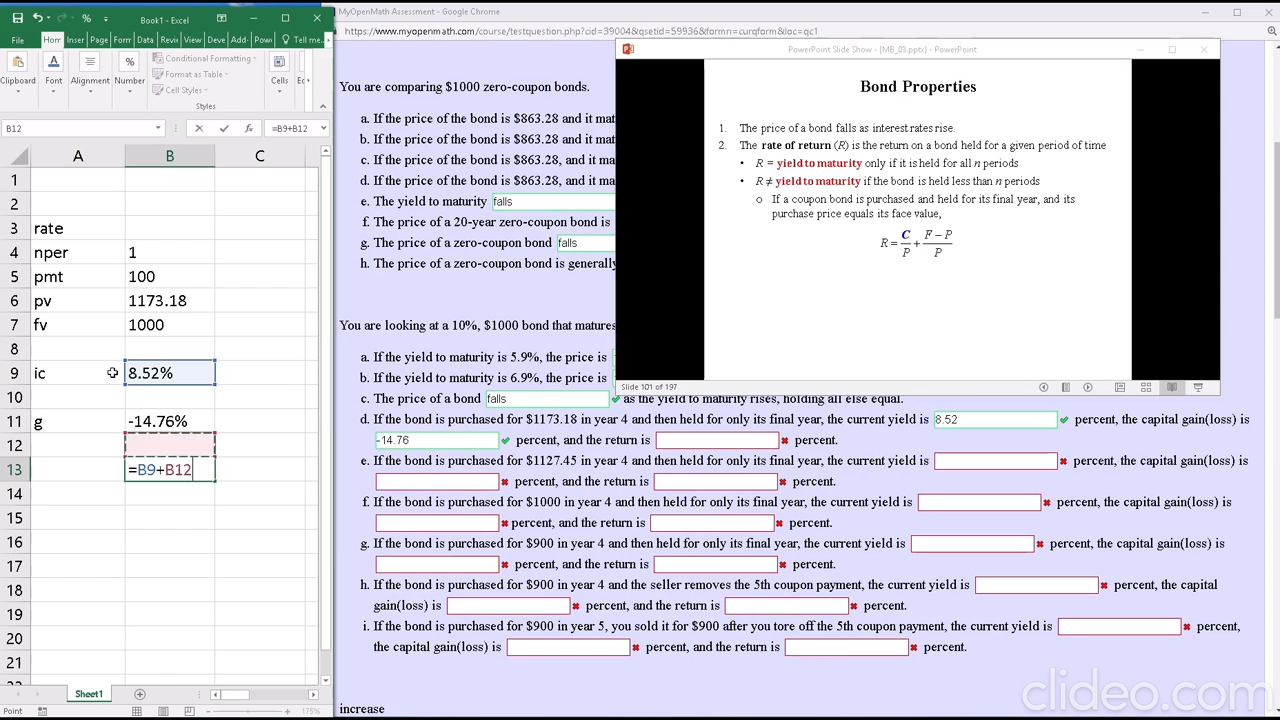 Book1 - Excel
File
Insert
Page
Form
Data
Revi
View
Deve
Add-
Pow
Tell me
Clipboard
Font
Alignment
Number
Conditional Formatting
Format as Table
Cell Styles
Styles
Cells
B12
=B9+B12
A B C
1
2
3 rate
4 nper 1
5 pmt 100
6 pv 1173.18
7 fv 1000
8
9 ic 8.52%
10
11 g -14.76%
12
13 =B9+B12
14
15
16
17
18
19
20
21
Sheet1
Point
175%
MyOpenMath Assessment - Google Chrome
https://www.myopenmath.com/course/testquestion.php?cid=39004&qsetid=59936&formn=curqform&loc=qc1
You are comparing $1000 zero-coupon bonds.
a. If the price of the bond is $863.28 and it mat
b. If the price of the bond is $863.28 and it mat
c. If the price of the bond is $863.28, and it ma
d. If the price of the bond is $863.28, and it ma
e. The yield to maturity falls
f. The price of a 20-year zero-coupon bond is
g. The price of a zero-coupon bond falls
h. The price of a zero-coupon bond is generally
You are looking at a 10%, $1000 bond that matures
a. If the yield to maturity is 5.9%, the price is
b. If the yield to maturity is 6.9%, the price is
c. The price of a bond falls as the yield to maturity rises, holding all else equal.
d. If the bond is purchased for $1173.18 in year 4 and then held for only its final year, the current yield is 8.52 percent, the capital gain(loss) is
-14.76 percent, and the return is percent.
e. If the bond is purchased for $1127.45 in year 4 and then held for only its final year, the current yield is percent, the capital gain(loss) is
percent, and the return is percent.
f. If the bond is purchased for $1000 in year 4 and then held for only its final year, the current yield is percent, the capital gain(loss) is
percent, and the return is percent.
g. If the bond is purchased for $900 in year 4 and then held for only its final year, the current yield is percent, the capital gain(loss) is
percent, and the return is percent.
h. If the bond is purchased for $900 in year 4 and the seller removes the 5th coupon payment, the current yield is percent, the capital
gain(loss) is percent, and the return is percent.
i. If the bond is purchased for $900 in year 5, you sold it for $900 after you tore off the 5th coupon payment, the current yield is percent,
the capital gain(loss) is percent, and the return is percent.
increase
PowerPoint Slide Show - [MB_03.pptx] - PowerPoint
Bond Properties
1. The price of a bond falls as interest rates rise.
2. The rate of return (R) is the return on a bond held for a given period of time
• R = yield to maturity only if it is held for all n periods
• R ≠ yield to maturity if the bond is held less than n periods
o If a coupon bond is purchased and held for its final year, and its
purchase price equals its face value,
R = C/P + F − P/P
Slide 101 of 197
clideo.com